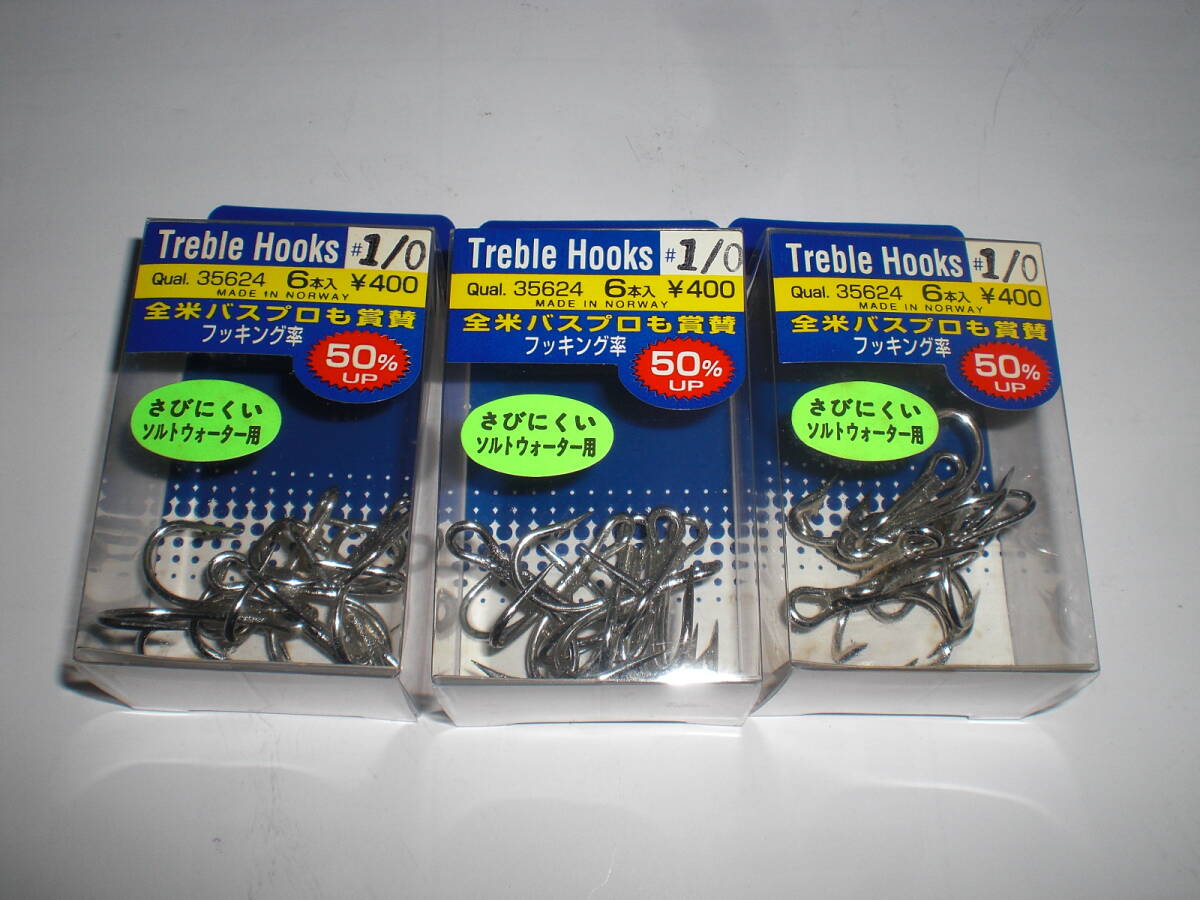 Treble Hooks #1/0
Qual. 35624 6本入 ¥400
MADE IN NORWAY
全米バスプロも賞賛
フッキング率
50%
UP
さびにくい
ソルトウォーター用
Treble Hooks #1/0
Qual. 35624 6本入 ¥400
MADE IN NORWAY
全米バスプロも賞賛
フッキング率
50%
UP
さびにくい
ソルトウォーター用
Treble Hooks #1/0
Qual. 35624 6本入 ¥400
MADE IN NORWAY
全米バスプロも賞賛
フッキング率
50%
UP
さびにくい
ソルトウォーター用